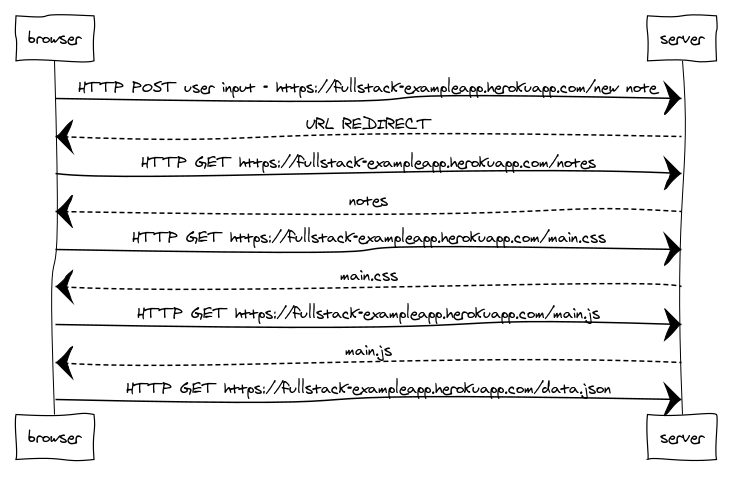 browser server
HTTP POST user input - https://fullstack-exampleapp.herokuapp.com/new note
URL REDIRECT
HTTP GET https://fullstack-exampleapp.herokuapp.com/notes
notes
HTTP GET https://fullstack-exampleapp.herokuapp.com/main.css
main.css
HTTP GET https://fullstack-exampleapp.herokuapp.com/main.js
main.js
HTTP GET https://fullstack-exampleapp.herokuapp.com/data.json
browser server